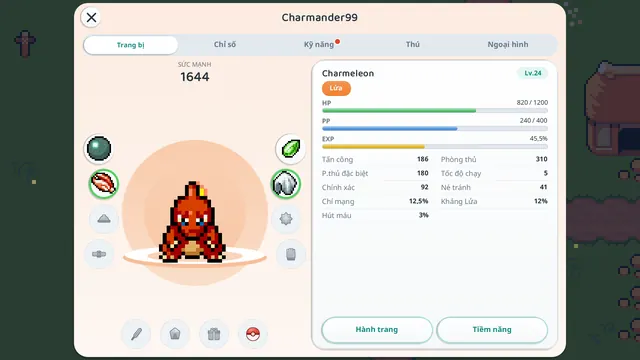 Charmander99
Trang bị
Chỉ số
Kỹ năng
Thú
Ngoại hình
SỨC MẠNH
1644
Charmeleon
Lv.24
Lửa
HP 820 / 1200
PP 240 / 400
EXP 45,5%
Tấn công 186 Phòng thủ 310
P.thủ đặc biệt 180 Tốc độ chạy 5
Chính xác 92 Né tránh 41
Chí mạng 12,5% Kháng Lửa 12%
Hút máu 3%
Hành trang
Tiềm năng